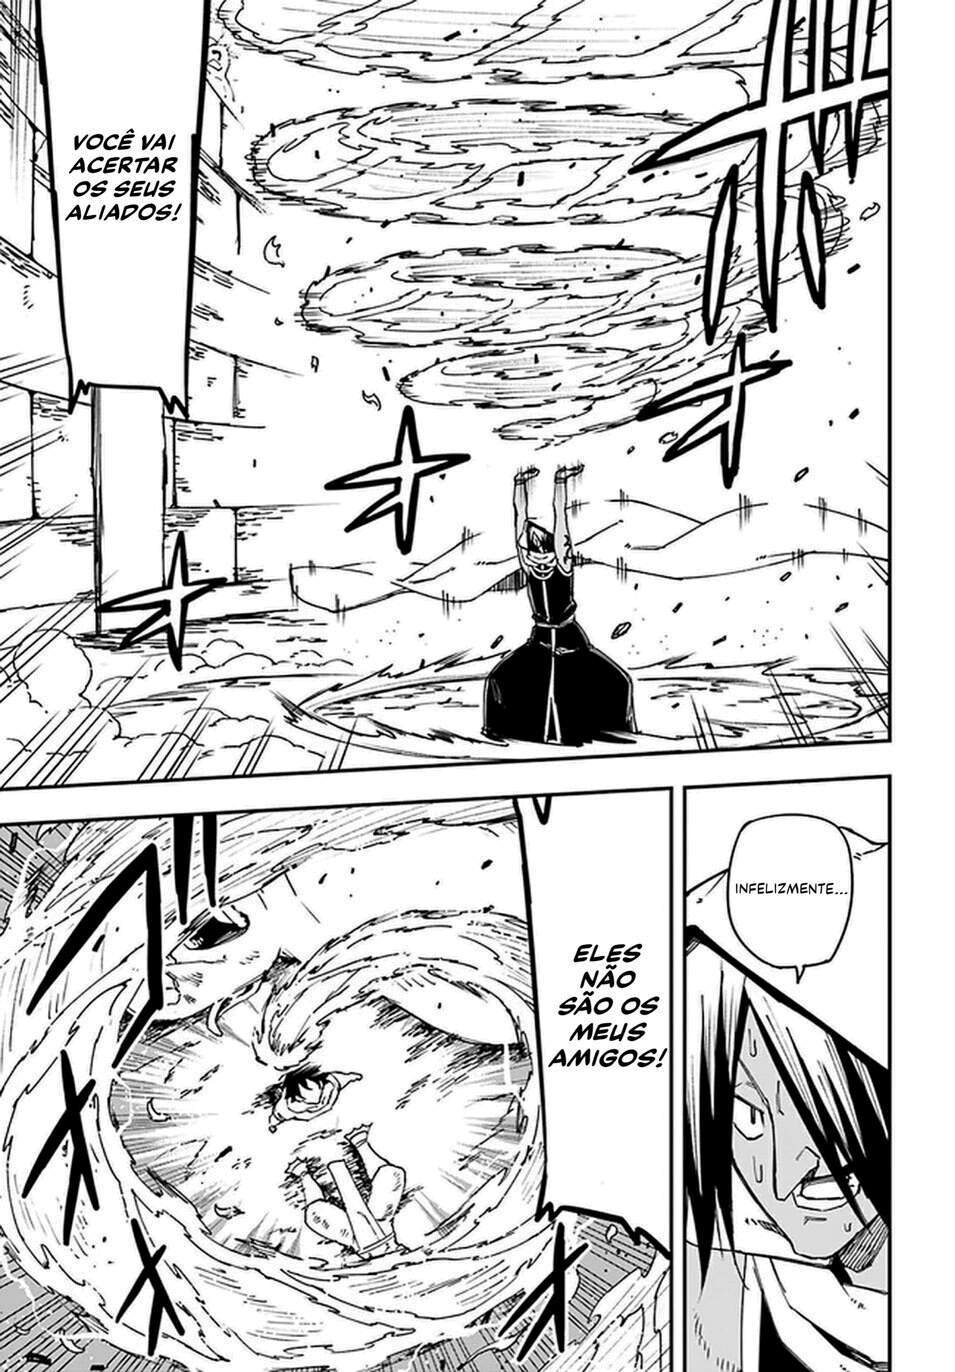 VOCÊ VAI
ACERTAR
OS SEUS
ALIADOS!
INFELIZMENTE...
ELES
NÃO
SÃO OS
MEUS
AMIGOS!